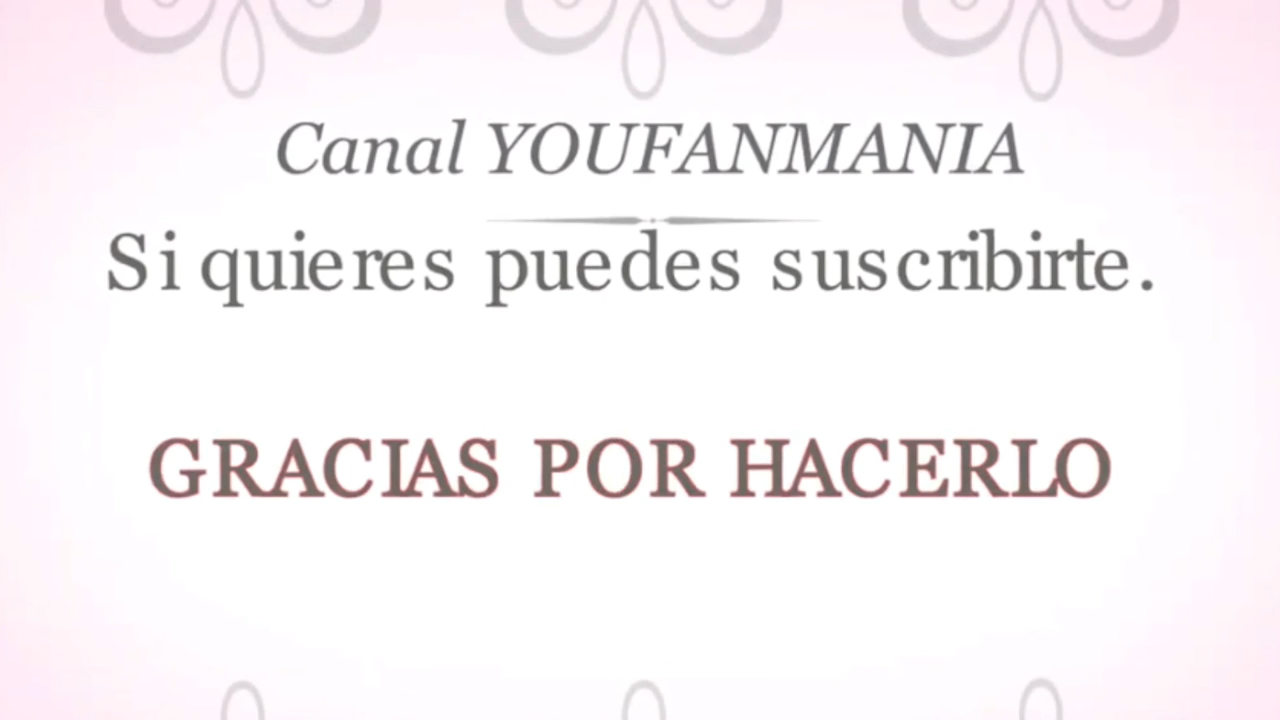 Canal YOUFANMANIA
Si quieres puedes suscribirte.
GRACIAS POR HACERLO